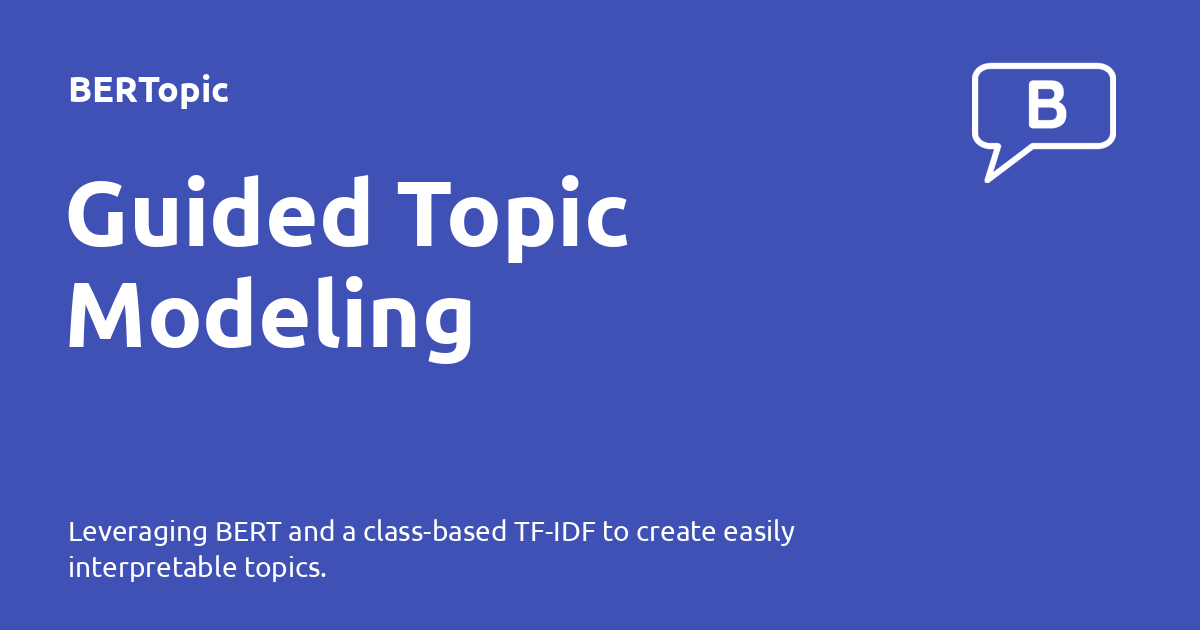 BERTopic
B
Guided Topic
Modeling
Leveraging BERT and a class-based TF-IDF to create easily
interpretable topics.